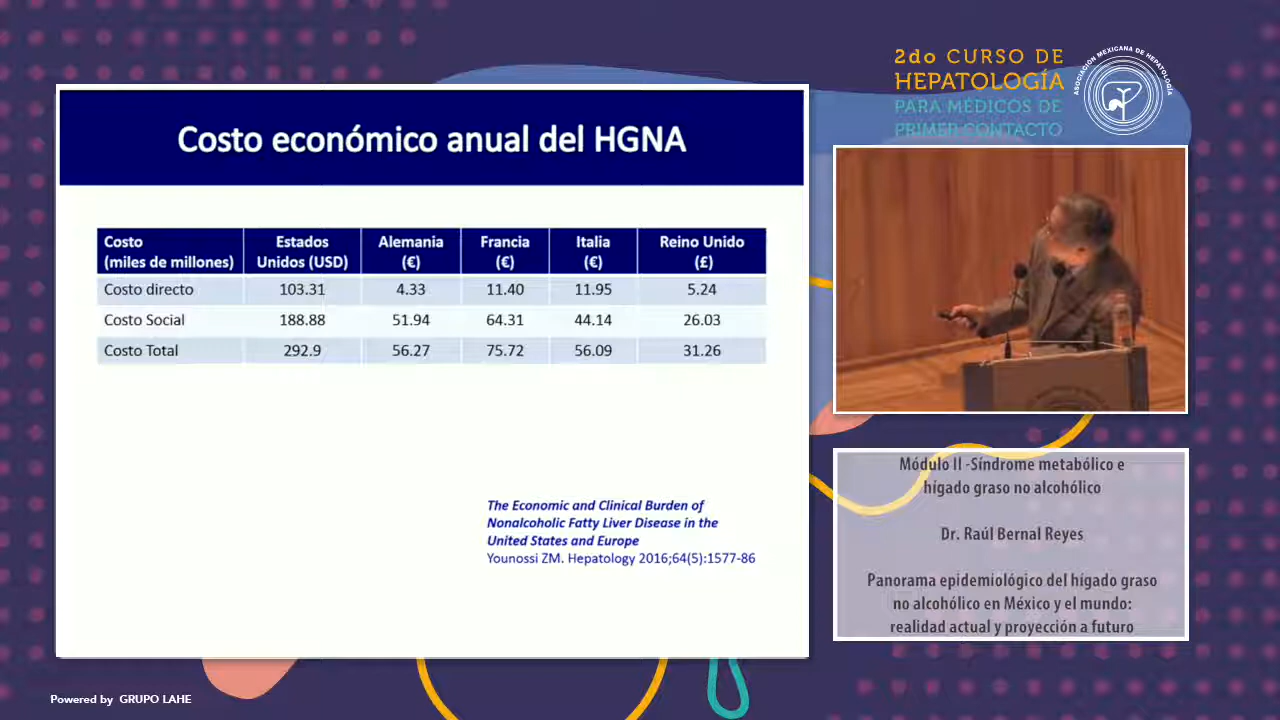 2do CURSO DE
HEPATOLOGÍA
PARA MÉDICOS DE
PRIMER CONTACTO
ASOCIACIÓN MEXICANA DE HEPATOLOGÍA
Costo económico anual del HGNA
Costo (miles de millones) Estados Unidos (USD) Alemania (€) Francia (€) Italia (€) Reino Unido (£)
Costo directo 103.31 4.33 11.40 11.95 5.24
Costo Social 188.88 51.94 64.31 44.14 26.03
Costo Total 292.9 56.27 75.72 56.09 31.26
The Economic and Clinical Burden of
Nonalcoholic Fatty Liver Disease in the
United States and Europe
Younossi ZM. Hepatology 2016;64(5):1577-86
Módulo II -Síndrome metabólico e
hígado graso no alcohólico
Dr. Raúl Bernal Reyes
Panorama epidemiológico del hígado graso
no alcohólico en México y el mundo:
realidad actual y proyección a futuro
Powered by GRUPO LAHE